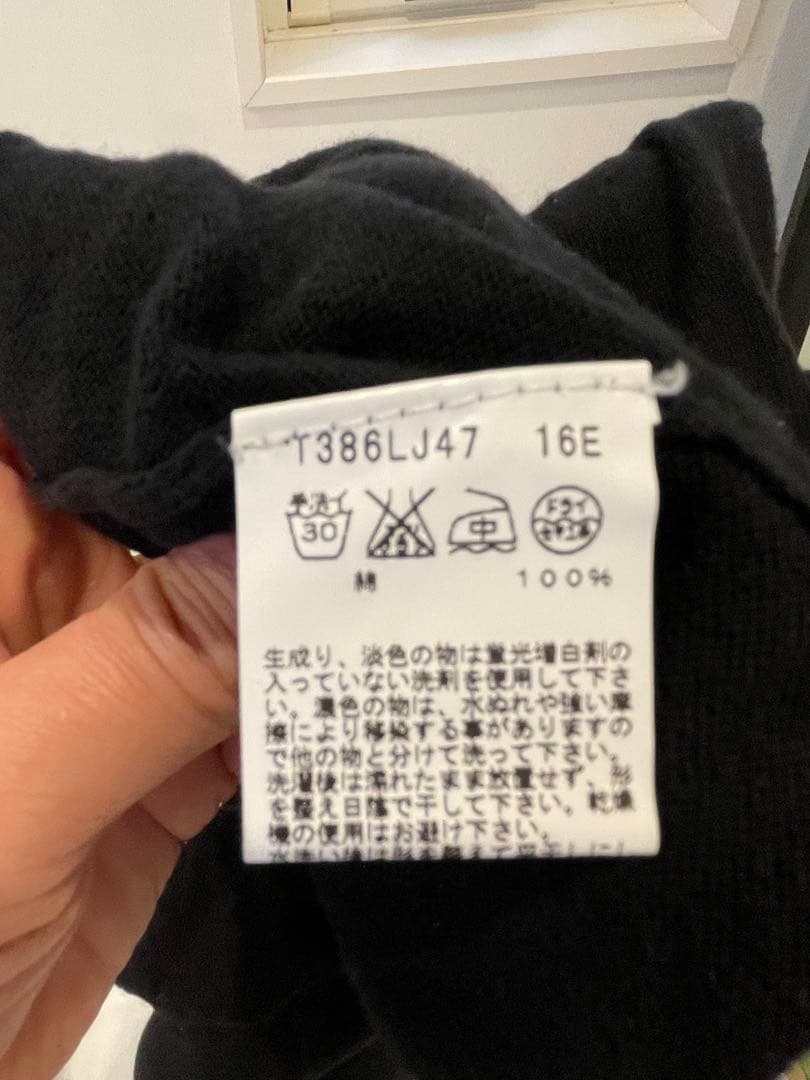 T386LJ47 16E
手洗イ 30 中 ドライ セキユ系
綿 100%
生成り、淡色の物は蛍光増白剤の
入っていない洗剤を使用して下さ
い。濃色の物は、水ぬれや強い摩
擦により移染する事がありますの
で他の物と分けて洗って下さい。
洗濯後は濡れたまま放置せず、形
を整え日陰で干して下さい。乾燥
機の使用はお避け下さい。